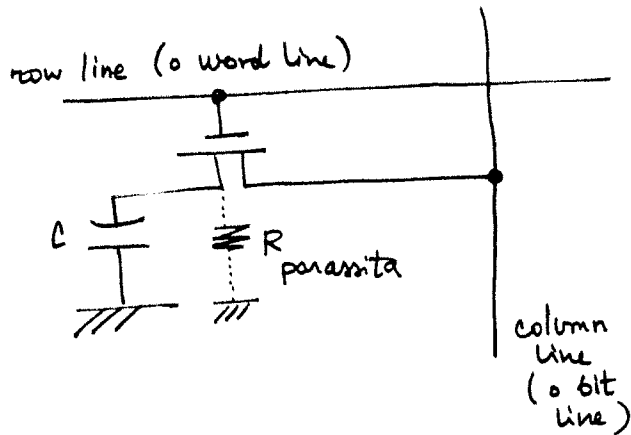 row line (o word line)
C
R
parassita
column
line
(o bit
line)